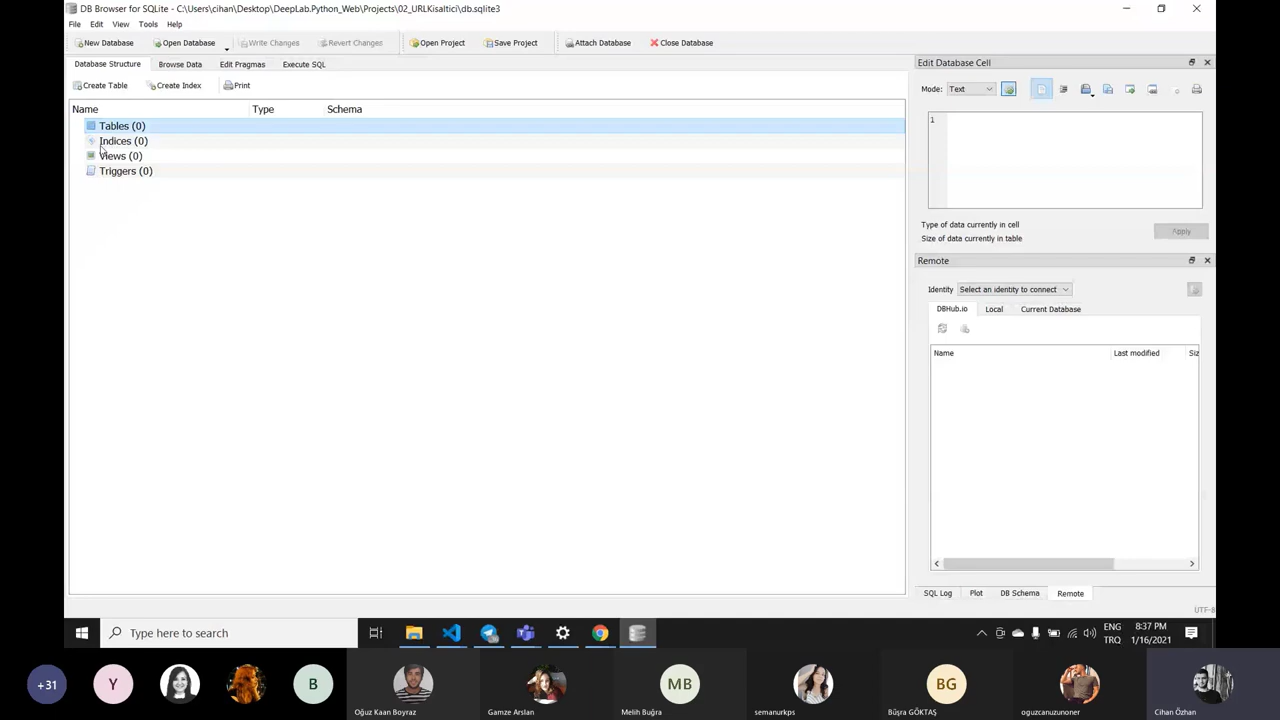 DB Browser for SQLite - C:\Users\cihan\Desktop\DeepLab.Python_Web\Projects\02_URLKisaltici\db.sqlite3
File Edit View Tools Help
New Database Open Database Write Changes Revert Changes Open Project Save Project Attach Database Close Database
Database Structure Browse Data Edit Pragmas Execute SQL
Create Table Create Index Print
Name Type Schema
Tables (0)
Indices (0)
Views (0)
Triggers (0)
Edit Database Cell
Mode: Text
1
Type of data currently in cell
Size of data currently in table
Apply
Remote
Identity Select an identity to connect
DBHub.io Local Current Database
Name Last modified Siz
SQL Log Plot DB Schema Remote
UTF-8
Type here to search
ENG
TRQ
8:37 PM
1/16/2021
+31 Y B MB BG
Oğuz Kaan Boyraz Gamze Arslan Melih Buğra semanurkps Büşra GÖKTAŞ oguzcanuzunoner Cihan Özhan